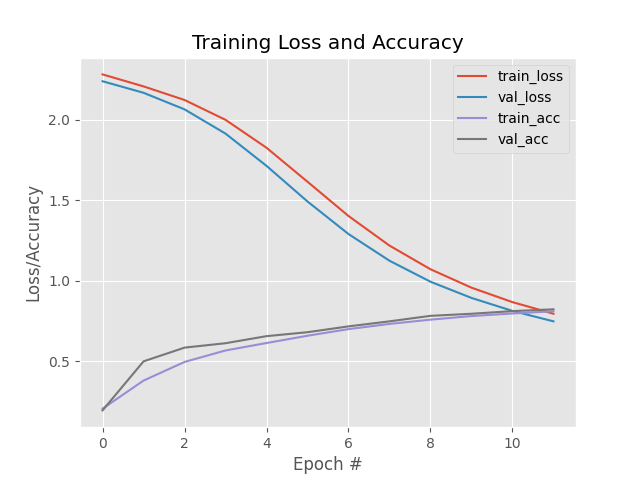 Training Loss and Accuracy
train_loss
val_loss
train_acc
val_acc
Loss/Accuracy
2.0
1.5
1.0
0.5
0 2 4 6 8 10
Epoch #